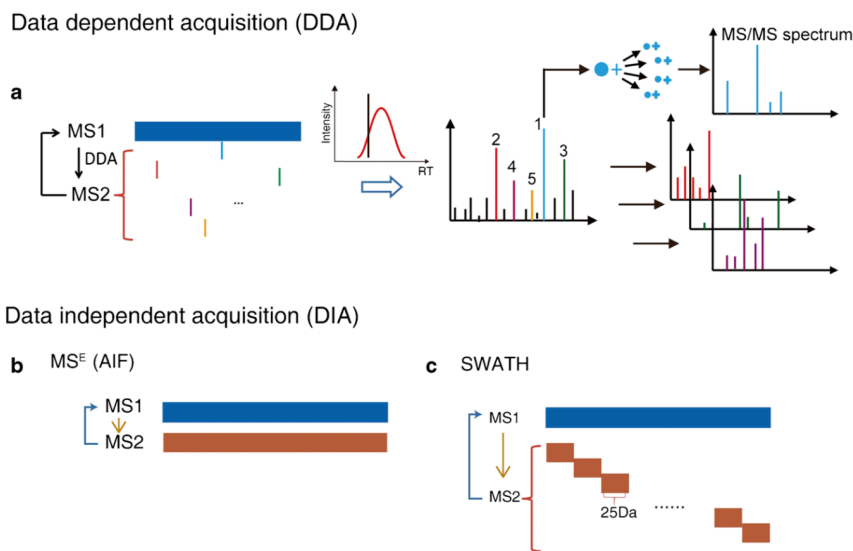 Data dependent acquisition (DDA)
a
MS1
DDA
MS2
...
Intensity
RT
1
2
3
4
5
MS/MS spectrum
Data independent acquisition (DIA)
b MSᴱ (AIF)
MS1
MS2
c SWATH
MS1
MS2
25Da
......